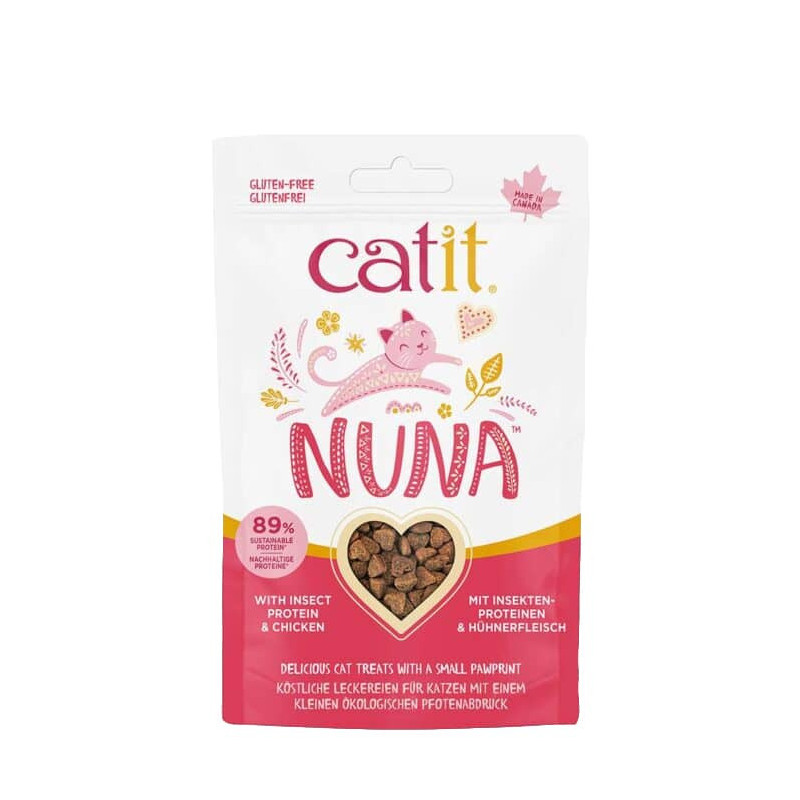 GLUTEN-FREE
GLUTENFREI
MADE IN
CANADA
catit®
NUNA™
89%
SUSTAINABLE
PROTEIN*
NACHHALTIGE
PROTEINE*
WITH INSECT
PROTEIN
& CHICKEN
MIT INSEKTEN-
PROTEINEN
& HÜHNERFLEISCH
DELICIOUS CAT TREATS WITH A SMALL PAWPRINT
KÖSTLICHE LECKEREIEN FÜR KATZEN MIT EINEM
KLEINEN ÖKOLOGISCHEN PFOTENABDRUCK